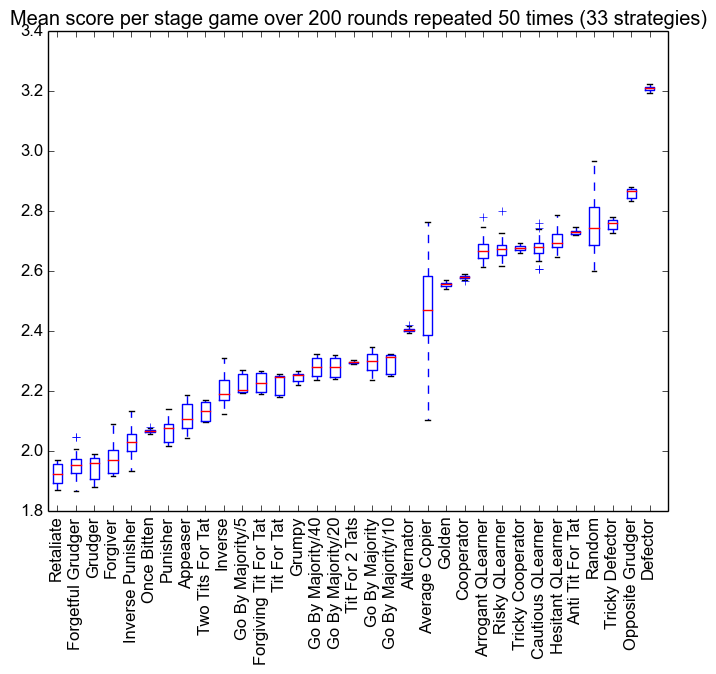 Mean score per stage game over 200 rounds repeated 50 times (33 strategies)
3.4
3.2
3.0
2.8
2.6
2.4
2.2
2.0
1.8
Retaliate
Forgetful Grudger
Grudger
Forgiver
Inverse Punisher
Once Bitten
Punisher
Appeaser
Two Tits For Tat
Inverse
Go By Majority/5
Forgiving Tit For Tat
Tit For Tat
Grumpy
Go By Majority/40
Go By Majority/20
Tit For 2 Tats
Go By Majority
Go By Majority/10
Alternator
Average Copier
Golden
Cooperator
Arrogant QLearner
Risky QLearner
Tricky Cooperator
Cautious QLearner
Hesitant QLearner
Anti Tit For Tat
Random
Tricky Defector
Opposite Grudger
Defector